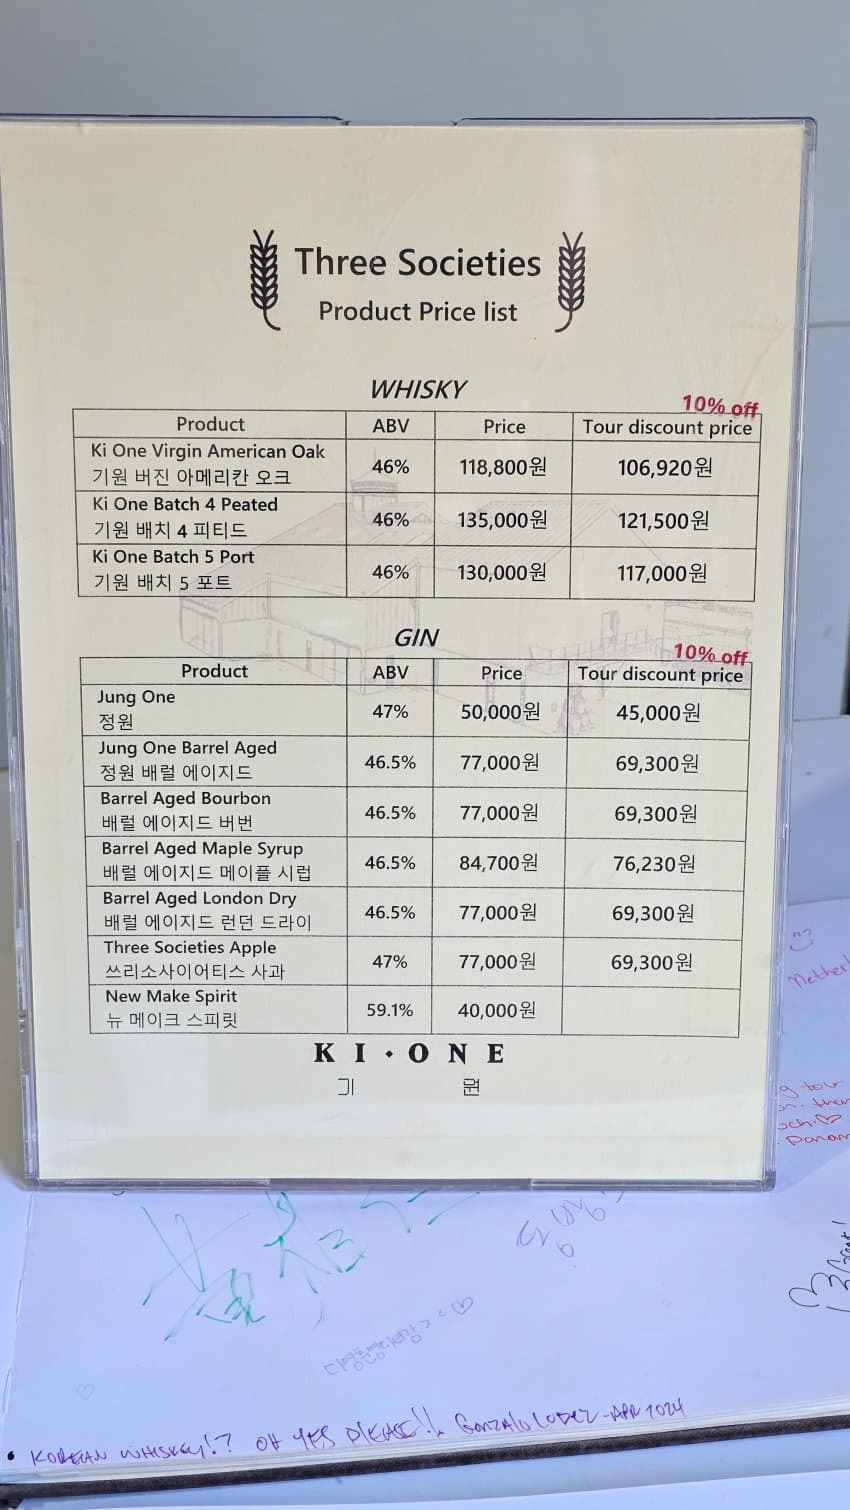 Three Societies
Product Price list
WHISKY
10% off
Product ABV Price Tour discount price
Ki One Virgin American Oak
기원 버진 아메리칸 오크
46% 118,800원 106,920원
Ki One Batch 4 Peated
기원 배치 4 피티드
46% 135,000원 121,500원
Ki One Batch 5 Port
기원 배치 5 포트
46% 130,000원 117,000원
GIN
10% off
Product ABV Price Tour discount price
Jung One
정원
47% 50,000원 45,000원
Jung One Barrel Aged
정원 배럴 에이지드
46.5% 77,000원 69,300원
Barrel Aged Bourbon
배럴 에이지드 버번
46.5% 77,000원 69,300원
Barrel Aged Maple Syrup
배럴 에이지드 메이플 시럽
46.5% 84,700원 76,230원
Barrel Aged London Dry
배럴 에이지드 런던 드라이
46.5% 77,000원 69,300원
Three Societies Apple
쓰리소사이어티스 사과
47% 77,000원 69,300원
New Make Spirit
뉴 메이크 스피릿
59.1% 40,000원
KI·ONE
기 원
KOREAN WHISKEY!? OH YES PLEASE!!